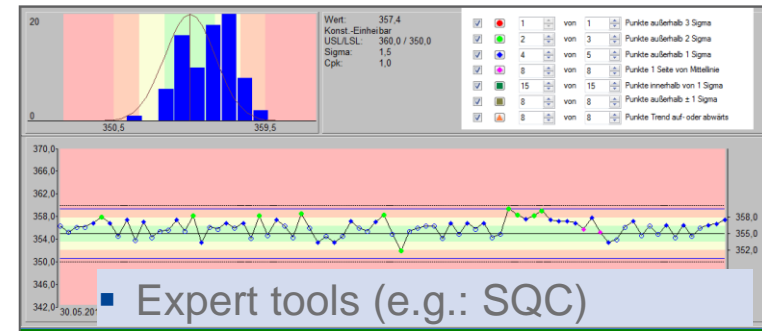 20
0
350,5
359,5
Wert: 357,4
Konst.-Einheibar
USL/LSL: 360,0 / 350,0
Sigma: 1,5
Cpk: 1,0
1 von 1 Punkte außerhalb 3 Sigma
2 von 3 Punkte außerhalb 2 Sigma
4 von 5 Punkte außerhalb 1 Sigma
8 von 8 Punkte 1 Seite von Mittellinie
15 von 15 Punkte innerhalb von 1 Sigma
8 von 8 Punkte außerhalb ± 1 Sigma
8 von 8 Punkte Trend auf- oder abwärts
370,0
366,0
362,0
358,0
354,0
350,0
346,0
342,0
358,0
355,0
352,0
30.05.201
▪ Expert tools (e.g.: SQC)